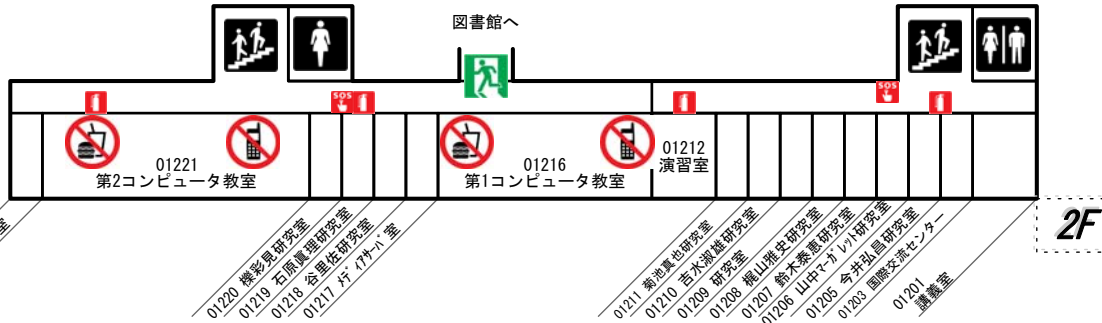 図書館へ
SOS
SOS
01221
第2コンピュータ教室
01216
第1コンピュータ教室
01212
演習室
室
01220 櫟彩見研究室
01219 石原眞理研究室
01218 谷里佐研究室
01217 メディアサーバ室
01211 菊池真也研究室
01210 吉水淑雄研究室
01209 研究室
01208 梶山雅史研究室
01207 鈴木泰恵研究室
01206 山中マーガレット研究室
01205 今井弘昌研究室
01203 国際交流センター
01201
講義室
2F